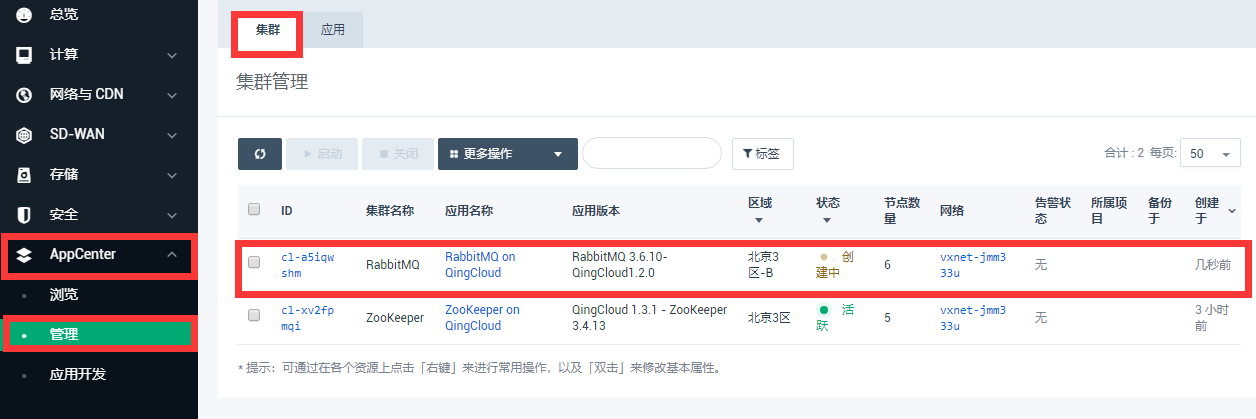 总览
计算
网络与 CDN
SD-WAN
存储
安全
AppCenter
浏览
管理
应用开发
集群 应用
集群管理
启动 关闭 更多操作 标签 合计 : 2 每页: 50
ID 集群名称 应用名称 应用版本 区域 状态 节点数量 网络 告警状态 所属项目 备份于 创建于
cl-a5iqwshm RabbitMQ RabbitMQ on QingCloud RabbitMQ 3.6.10-QingCloud1.2.0 北京3区-B 创建中 6 vxnet-jmm333u 无 几秒前
cl-xv2fpmqi ZooKeeper ZooKeeper on QingCloud QingCloud 1.3.1 - ZooKeeper 3.4.13 北京3区 活跃 5 vxnet-jmm333u 无 3 小时前
* 提示：可通过在各个资源上点击「右键」来进行常用操作，以及「双击」来修改基本属性。